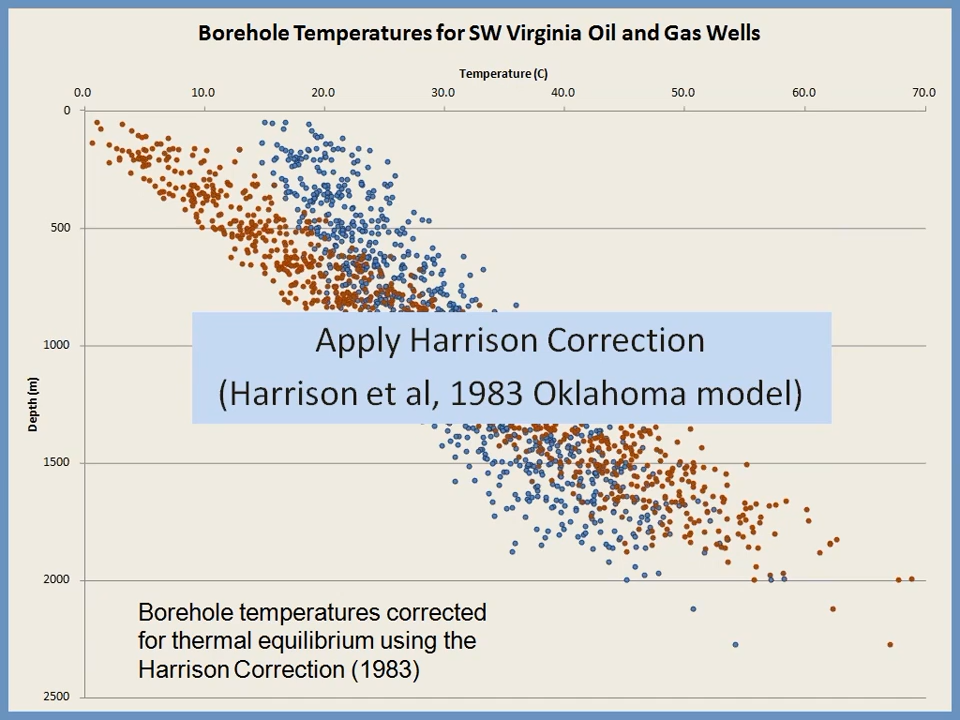 Borehole Temperatures for SW Virginia Oil and Gas Wells
Temperature (C)
0.0 10.0 20.0 30.0 40.0 50.0 60.0 70.0
0
500
1000
1500
2000
2500
Depth (m)
Apply Harrison Correction
(Harrison et al, 1983 Oklahoma model)
Borehole temperatures corrected
for thermal equilibrium using the
Harrison Correction (1983)